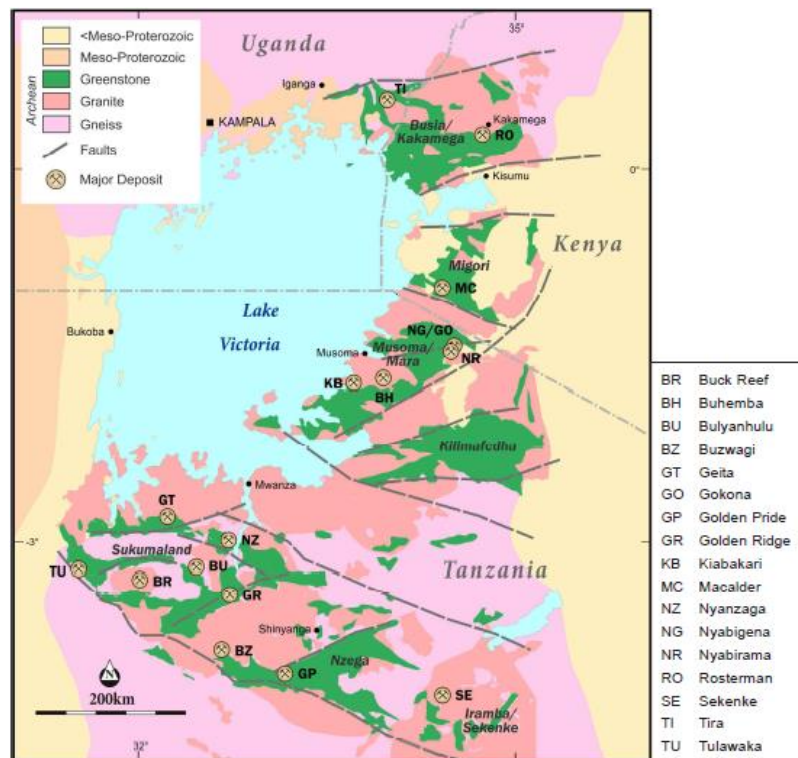 <Meso-Proterozoic
Meso-Proterozoic
Archean
Greenstone
Granite
Gneiss
Faults
Major Deposit
Uganda
35°
Iganga
TI
KAMPALA
Busia/
Kakamega
Kakamega
RO
Kisumu
0°
Kenya
Migori
MC
Lake
Victoria
Bukoba
NG/GO
Musoma
Musoma/
Mara
NR
KB
BH
Kilimafedha
Mwanza
GT
-3°
NZ
Sukumaland
TU
BR
BU
GR
Tanzania
Shinyanga
BZ
Nzega
GP
N
200km
SE
Iramba/
Sekenke
32°
35°
BR Buck Reef
BH Buhemba
BU Bulyanhulu
BZ Buzwagi
GT Geita
GO Gokona
GP Golden Pride
GR Golden Ridge
KB Kiabakari
MC Macalder
NZ Nyanzaga
NG Nyabigena
NR Nyabirama
RO Rosterman
SE Sekenke
TI Tira
TU Tulawaka